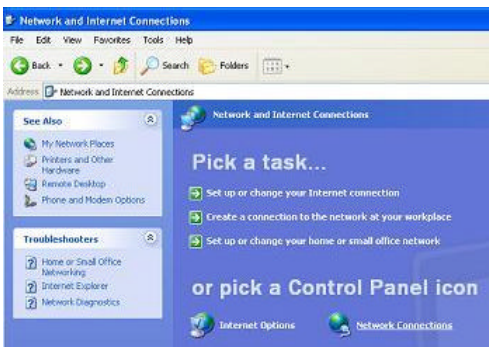 Network and Internet Connections
File Edit View Favorites Tools Help
Back Search Folders
Address Network and Internet Connections
See Also
My Network Places
Printers and Other
Hardware
Remote Desktop
Phone and Modem Options
Troubleshooters
Home or Small Office
Networking
Internet Explorer
Network Diagnostics
Network and Internet Connections
Pick a task...
Set up or change your Internet connection
Create a connection to the network at your workplace
Set up or change your home or small office network
or pick a Control Panel icon
Internet Options Network Connections